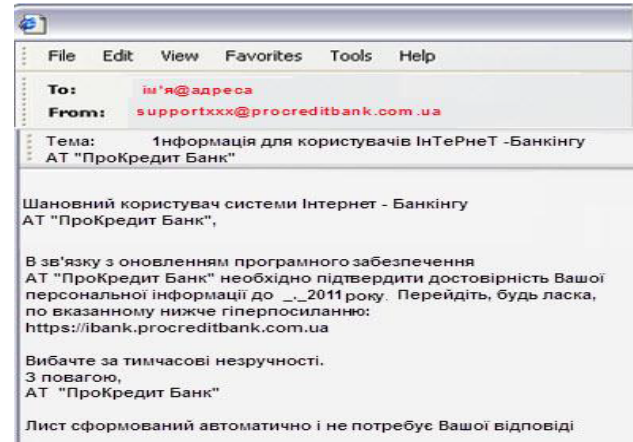 File Edit View Favorites Tools Help
To: ім'я@адреса
From: supportxxx@procreditbank.com.ua
Тема: 1нформація для користувачів ІнТеРнеТ -Банкінгу
АТ "ПроКредит Банк"
Шановний користувач системи Інтернет - Банкінгу
АТ "ПроКредит Банк",
В зв'язку з оновленням програмного забезпечення
АТ "ПроКредит Банк" необхідно підтвердити достовірність Вашої
персональної інформації до _._2011 року. Перейдіть, будь ласка,
по вказанному нижче гіперпосиланню:
https://ibank.procreditbank.com.ua
Вибачте за тимчасові незручності.
З повагою,
АТ "ПроКредит Банк"
Лист сформований автоматично і не потребує Вашої відповіді